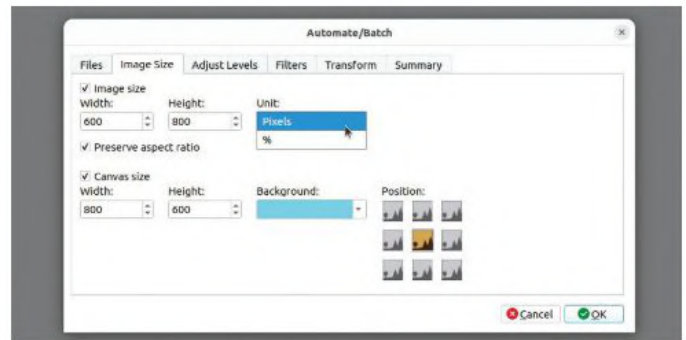 Automate/Batch
Files Image Size Adjust Levels Filters Transform Summary
Image size
Width: Height: Unit:
600 800 Pixels
%
Preserve aspect ratio
Canvas size
Width: Height: Background: Position:
800 600
Cancel OK